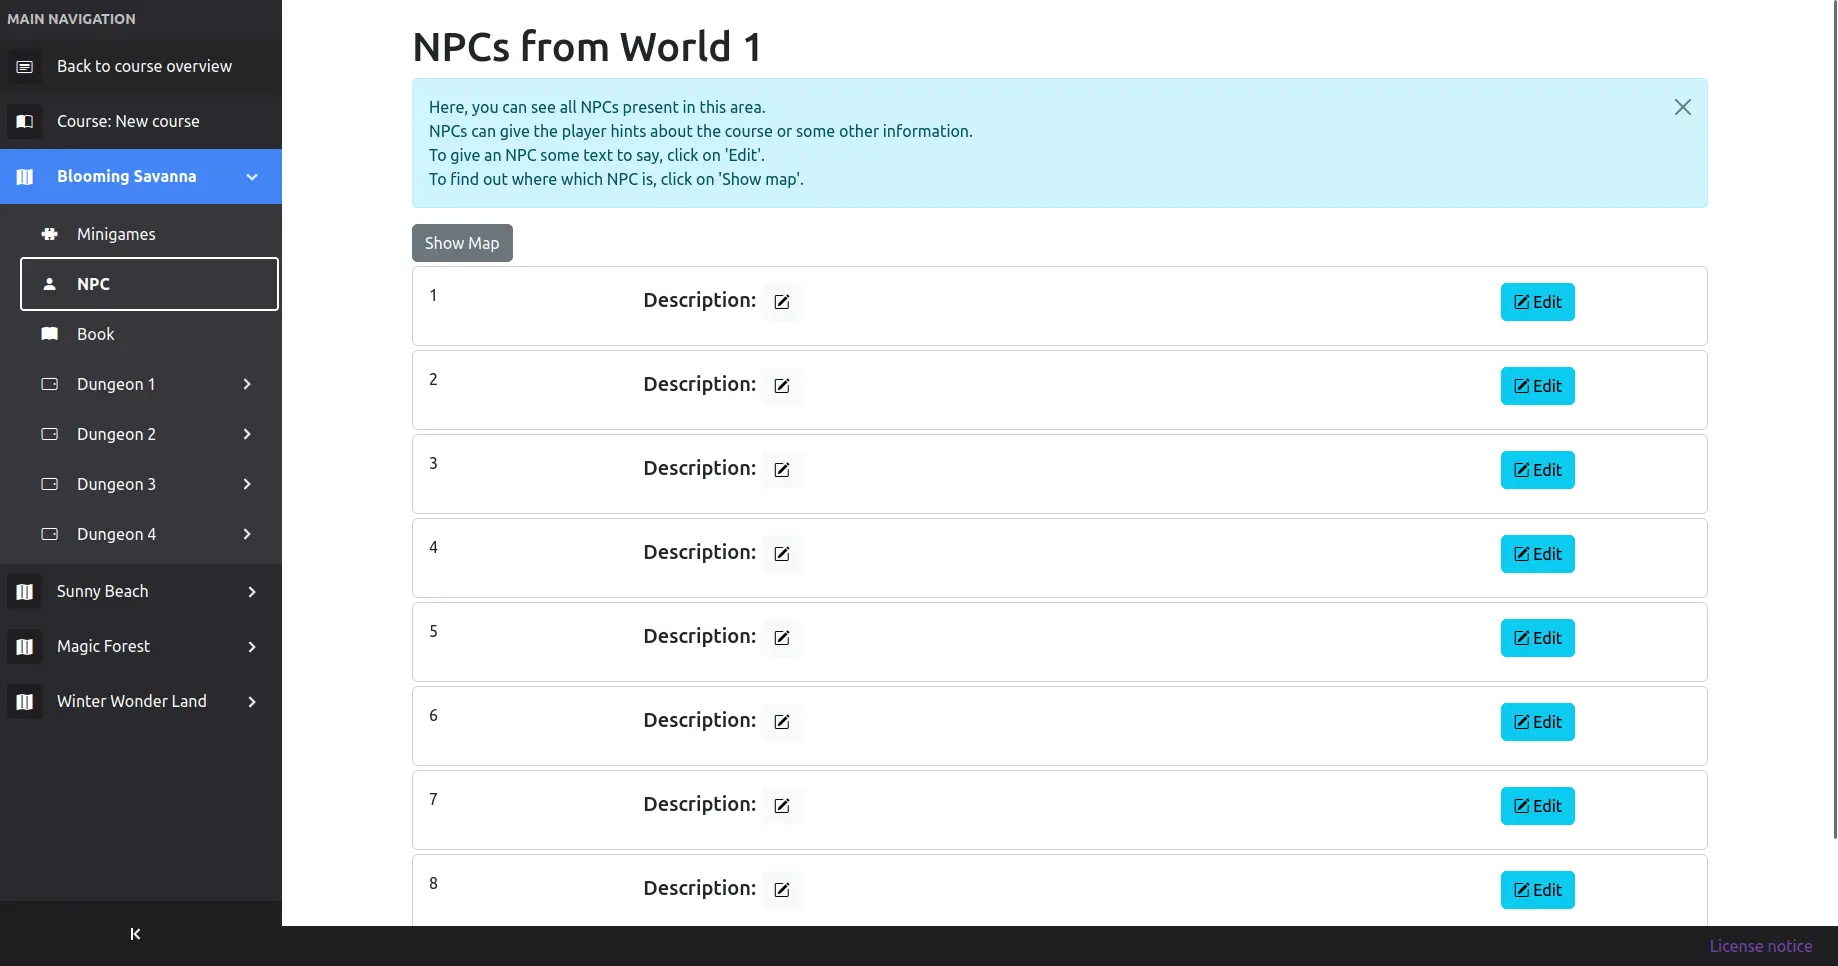 MAIN NAVIGATION
Back to course overview
Course: New course
Blooming Savanna
Minigames
NPC
Book
Dungeon 1
Dungeon 2
Dungeon 3
Dungeon 4
Sunny Beach
Magic Forest
Winter Wonder Land
NPCs from World 1
Here, you can see all NPCs present in this area.
NPCs can give the player hints about the course or some other information.
To give an NPC some text to say, click on 'Edit'.
To find out where which NPC is, click on 'Show map'.
Show Map
1 Description: Edit
2 Description: Edit
3 Description: Edit
4 Description: Edit
5 Description: Edit
6 Description: Edit
7 Description: Edit
8 Description: Edit
License notice